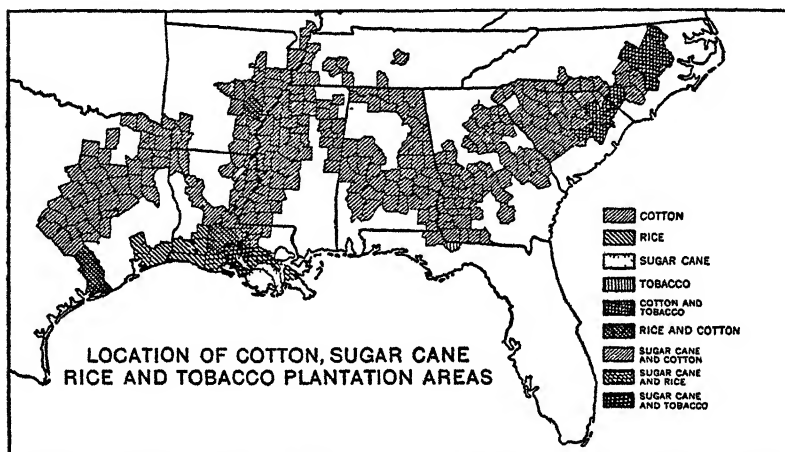 COTTON
RICE
SUGAR CANE
TOBACCO
COTTON AND
TOBACCO
RICE AND COTTON
SUGAR CANE
AND COTTON
SUGAR CANE
AND RICE
SUGAR CANE
AND TOBACCO
LOCATION OF COTTON, SUGAR CANE
RICE AND TOBACCO PLANTATION AREAS